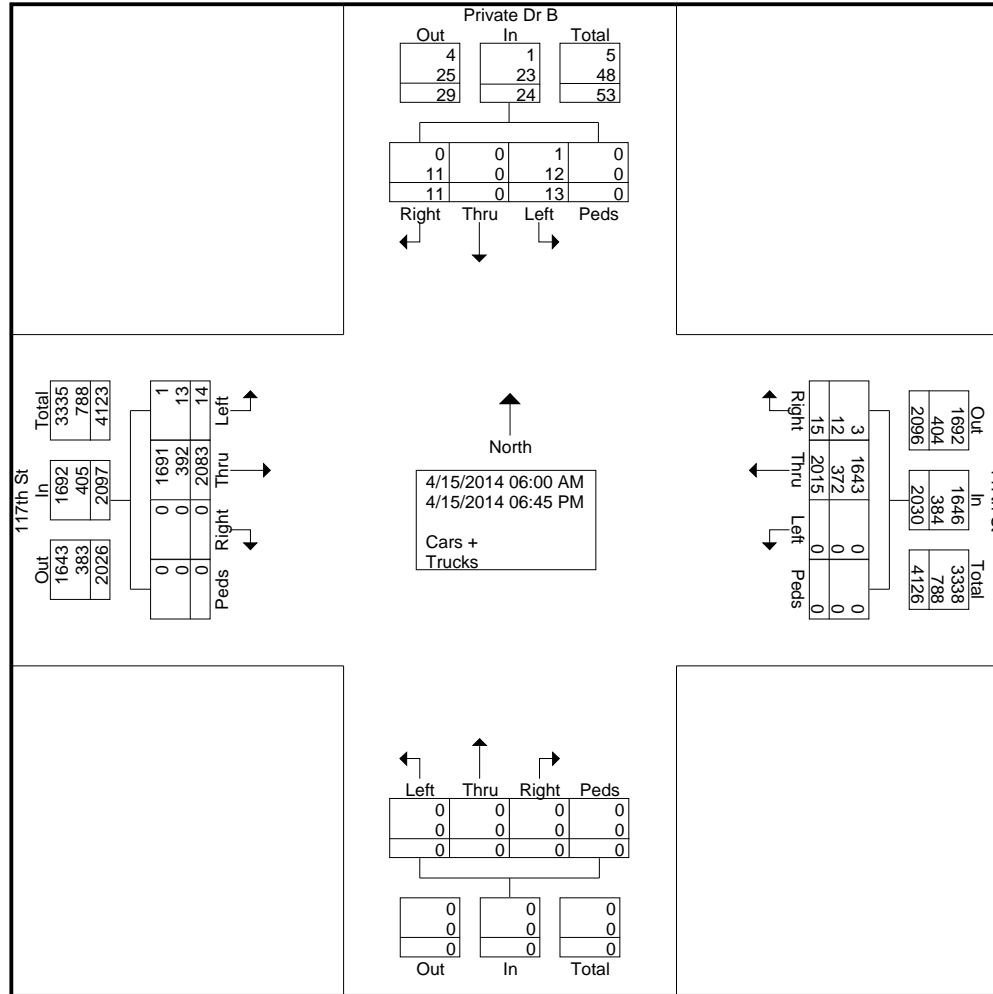 Private Dr B
Out In Total
4 1 5
25 23 48
29 24 53
0 0 1 0
11 0 12 0
11 0 13 0
Right Thru Left Peds
117th St
Total In Out
3335 1692 1643
788 405 383
4123 2097 2026
1 1691 0 0
13 392 0 0
14 2083 0 0
Left Thru Right Peds
North
4/15/2014 06:00 AM
4/15/2014 06:45 PM
Cars +
Trucks
Out In Total
1692 1646 3338
404 384 788
2096 2030 4126
3 1643 0 0
12 372 0 0
15 2015 0 0
Right Thru Left Peds
Left Thru Right Peds
0 0 0 0
0 0 0 0
0 0 0 0
0 0 0
0 0 0
0 0 0
Out In Total